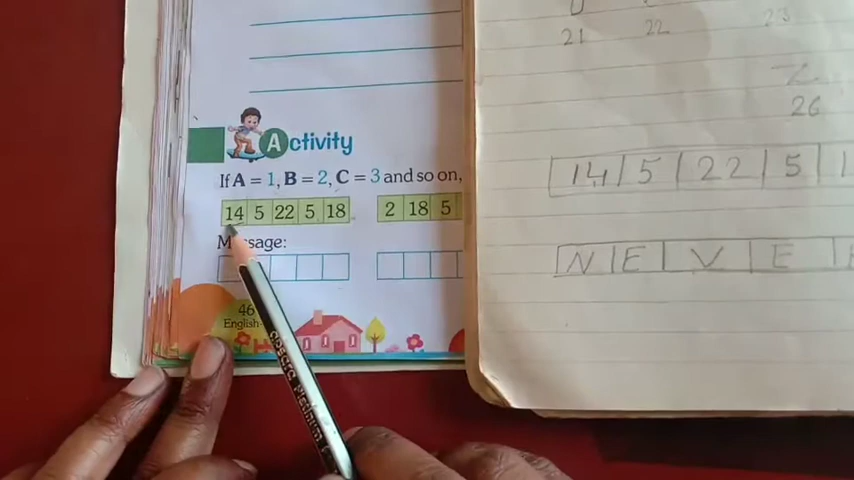 Activity
If A = 1, B = 2, C = 3 and so on,
14 5 22 5 18 2 18 5
Message:
46
English-
21 22 23
26
14 5 22 5
N E V E